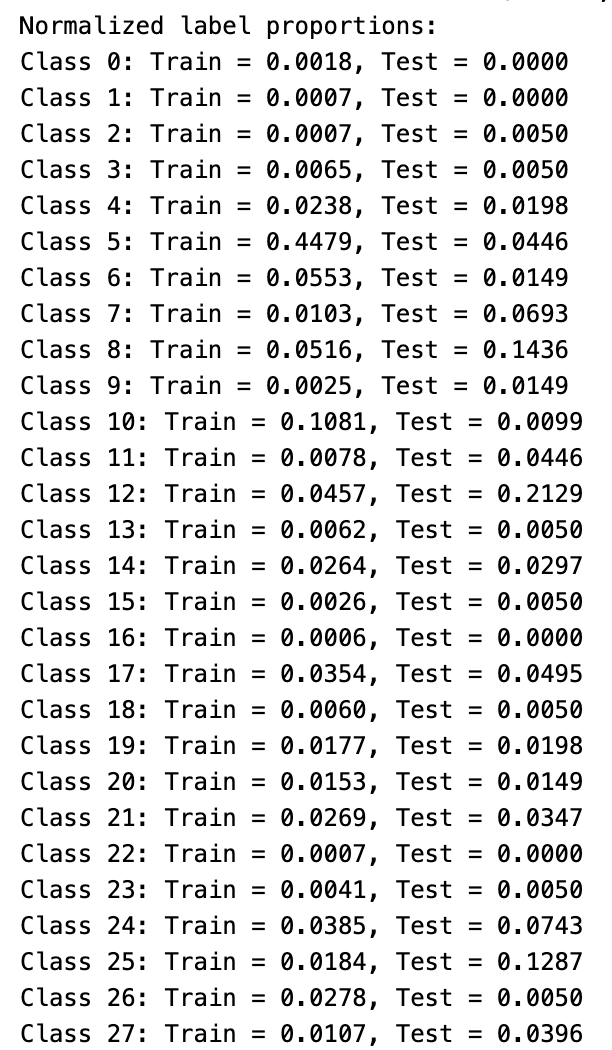 Normalized label proportions:
Class 0: Train = 0.0018, Test = 0.0000
Class 1: Train = 0.0007, Test = 0.0000
Class 2: Train = 0.0007, Test = 0.0050
Class 3: Train = 0.0065, Test = 0.0050
Class 4: Train = 0.0238, Test = 0.0198
Class 5: Train = 0.4479, Test = 0.0446
Class 6: Train = 0.0553, Test = 0.0149
Class 7: Train = 0.0103, Test = 0.0693
Class 8: Train = 0.0516, Test = 0.1436
Class 9: Train = 0.0025, Test = 0.0149
Class 10: Train = 0.1081, Test = 0.0099
Class 11: Train = 0.0078, Test = 0.0446
Class 12: Train = 0.0457, Test = 0.2129
Class 13: Train = 0.0062, Test = 0.0050
Class 14: Train = 0.0264, Test = 0.0297
Class 15: Train = 0.0026, Test = 0.0050
Class 16: Train = 0.0006, Test = 0.0000
Class 17: Train = 0.0354, Test = 0.0495
Class 18: Train = 0.0060, Test = 0.0050
Class 19: Train = 0.0177, Test = 0.0198
Class 20: Train = 0.0153, Test = 0.0149
Class 21: Train = 0.0269, Test = 0.0347
Class 22: Train = 0.0007, Test = 0.0000
Class 23: Train = 0.0041, Test = 0.0050
Class 24: Train = 0.0385, Test = 0.0743
Class 25: Train = 0.0184, Test = 0.1287
Class 26: Train = 0.0278, Test = 0.0050
Class 27: Train = 0.0107, Test = 0.0396